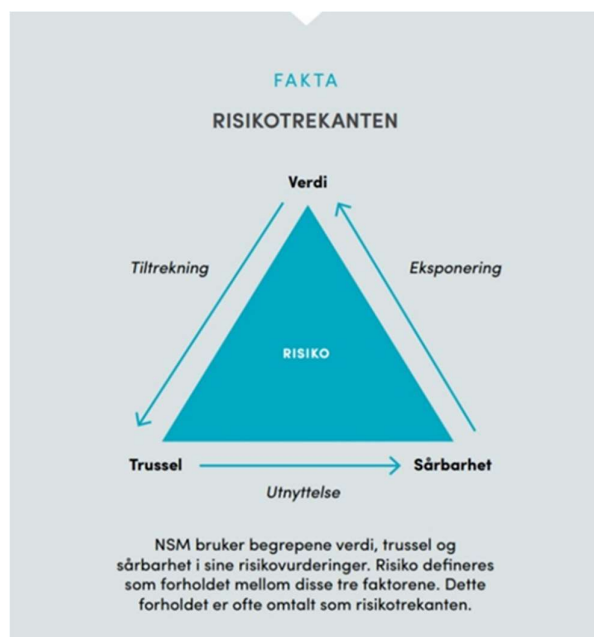 FAKTA
RISIKOTREKANTEN
Verdi
Tiltrekning
Eksponering
RISIKO
Trussel
Sårbarhet
Utnyttelse
NSM bruker begrepene verdi, trussel og
sårbarhet i sine risikovurderinger. Risiko defineres
som forholdet mellom disse tre faktorene. Dette
forholdet er ofte omtalt som risikotrekanten.